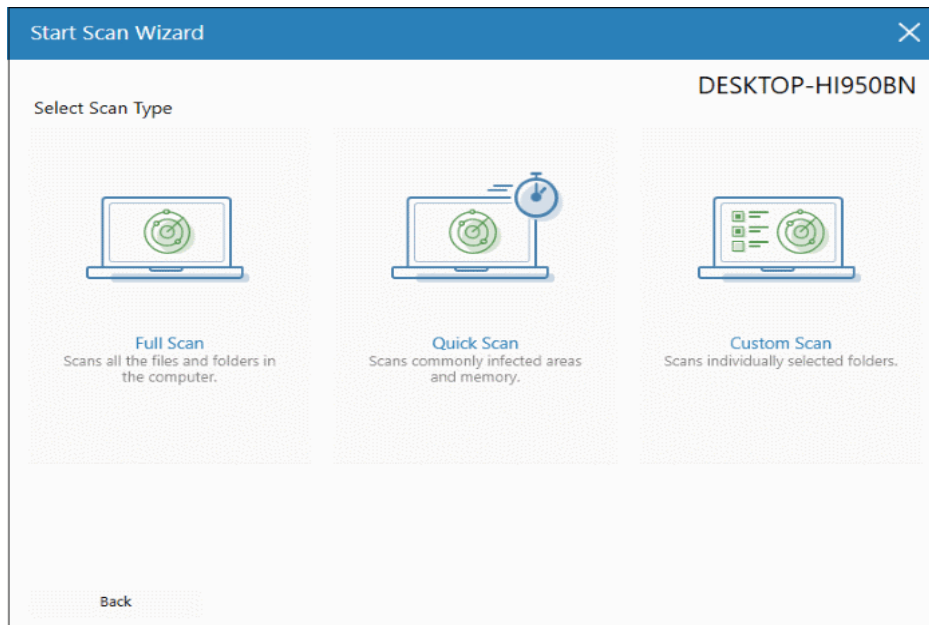 Start Scan Wizard
DESKTOP-HI950BN
Select Scan Type
Full Scan
Scans all the files and folders in
the computer.
Quick Scan
Scans commonly infected areas
and memory.
Custom Scan
Scans individually selected folders.
Back